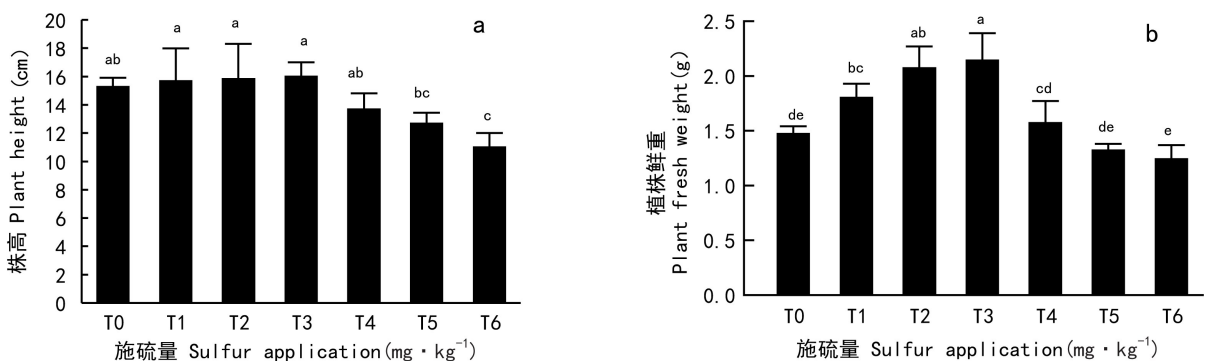 a
株高 Plant height(cm)
20
18
16
14
12
10
8
6
4
2
0
ab
a
a
a
ab
bc
c
T0 T1 T2 T3 T4 T5 T6
施硫量 Sulfur application(mg·kg⁻¹)
b
植株鲜重
Plant fresh weight(g)
2.5
2.0
1.5
1.0
0.5
0.0
de
bc
ab
a
cd
de
e
T0 T1 T2 T3 T4 T5 T6
施硫量 Sulfur application(mg·kg⁻¹)